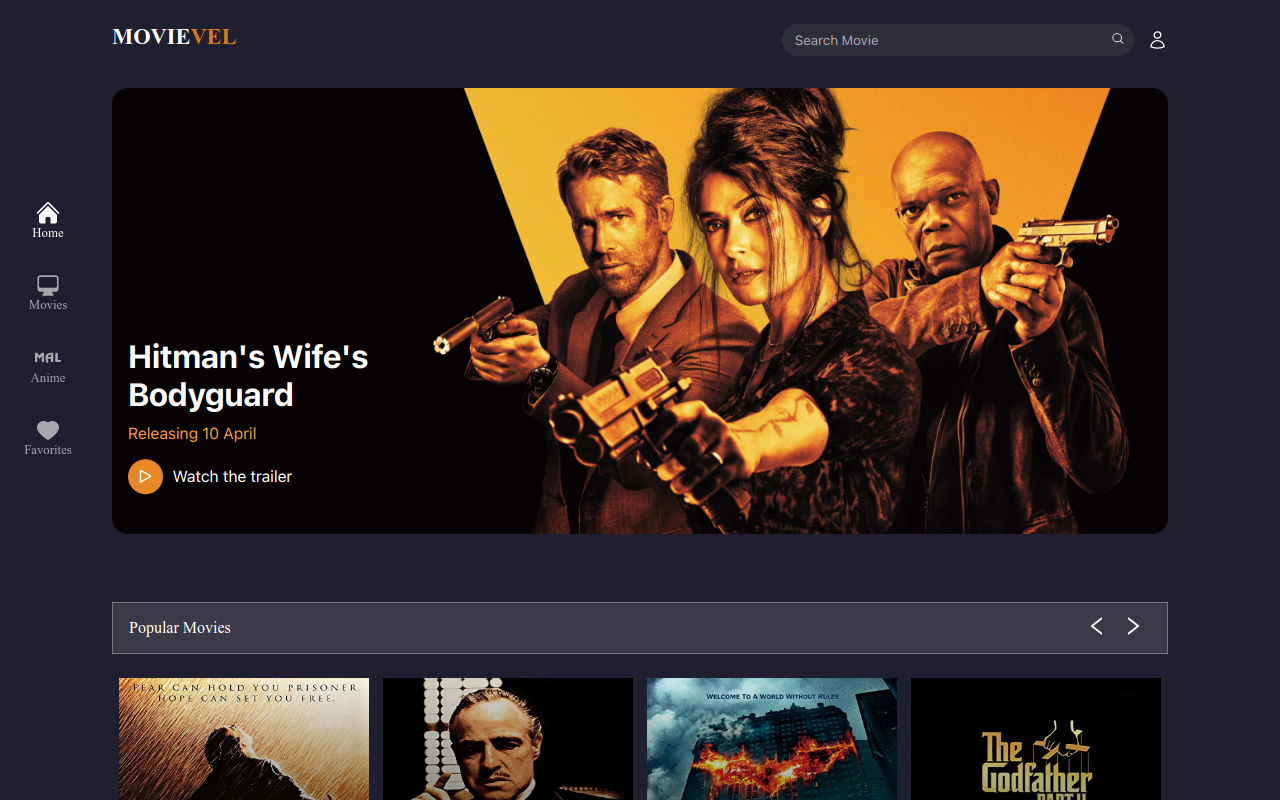 MOVIEVEL
Search Movie
Home
Movies
MAL
Anime
Favorites
Hitman's Wife's
Bodyguard
Releasing 10 April
Watch the trailer
Popular Movies
FEAR CAN HOLD YOU PRISONER.
HOPE CAN SET YOU FREE.
WELCOME TO A WORLD WITHOUT RULES.
The
Godfather
PART II